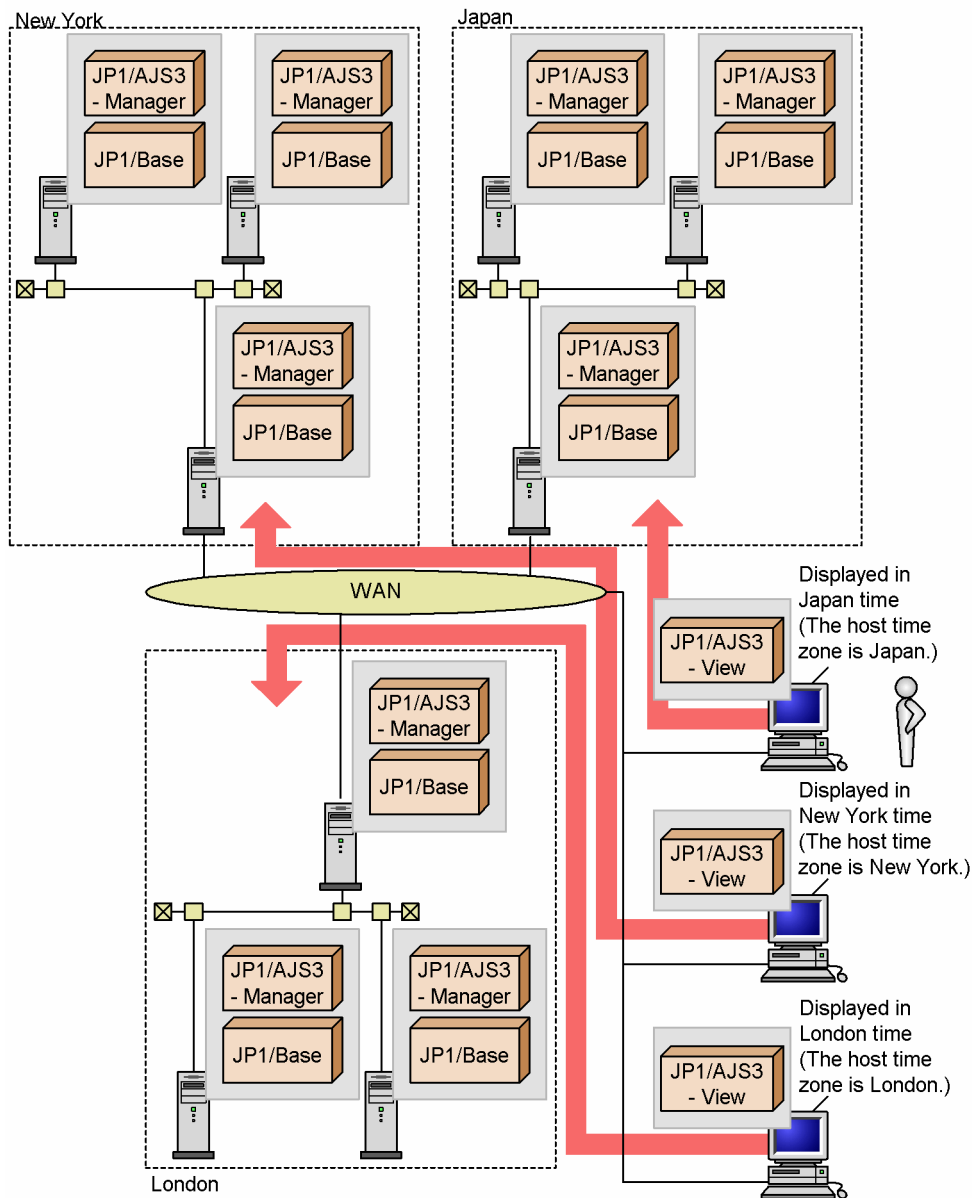 New York
JP1/AJS3
- Manager
JP1/Base
JP1/AJS3
- Manager
JP1/Base
JP1/AJS3
- Manager
JP1/Base
Japan
JP1/AJS3
- Manager
JP1/Base
JP1/AJS3
- Manager
JP1/Base
JP1/AJS3
- Manager
JP1/Base
WAN
JP1/AJS3
- View
Displayed in
Japan time
(The host time
zone is Japan.)
JP1/AJS3
- View
Displayed in
New York time
(The host time
zone is New York.)
JP1/AJS3
- View
Displayed in
London time
(The host time
zone is London.)
JP1/AJS3
- Manager
JP1/Base
JP1/AJS3
- Manager
JP1/Base
JP1/AJS3
- Manager
JP1/Base
London